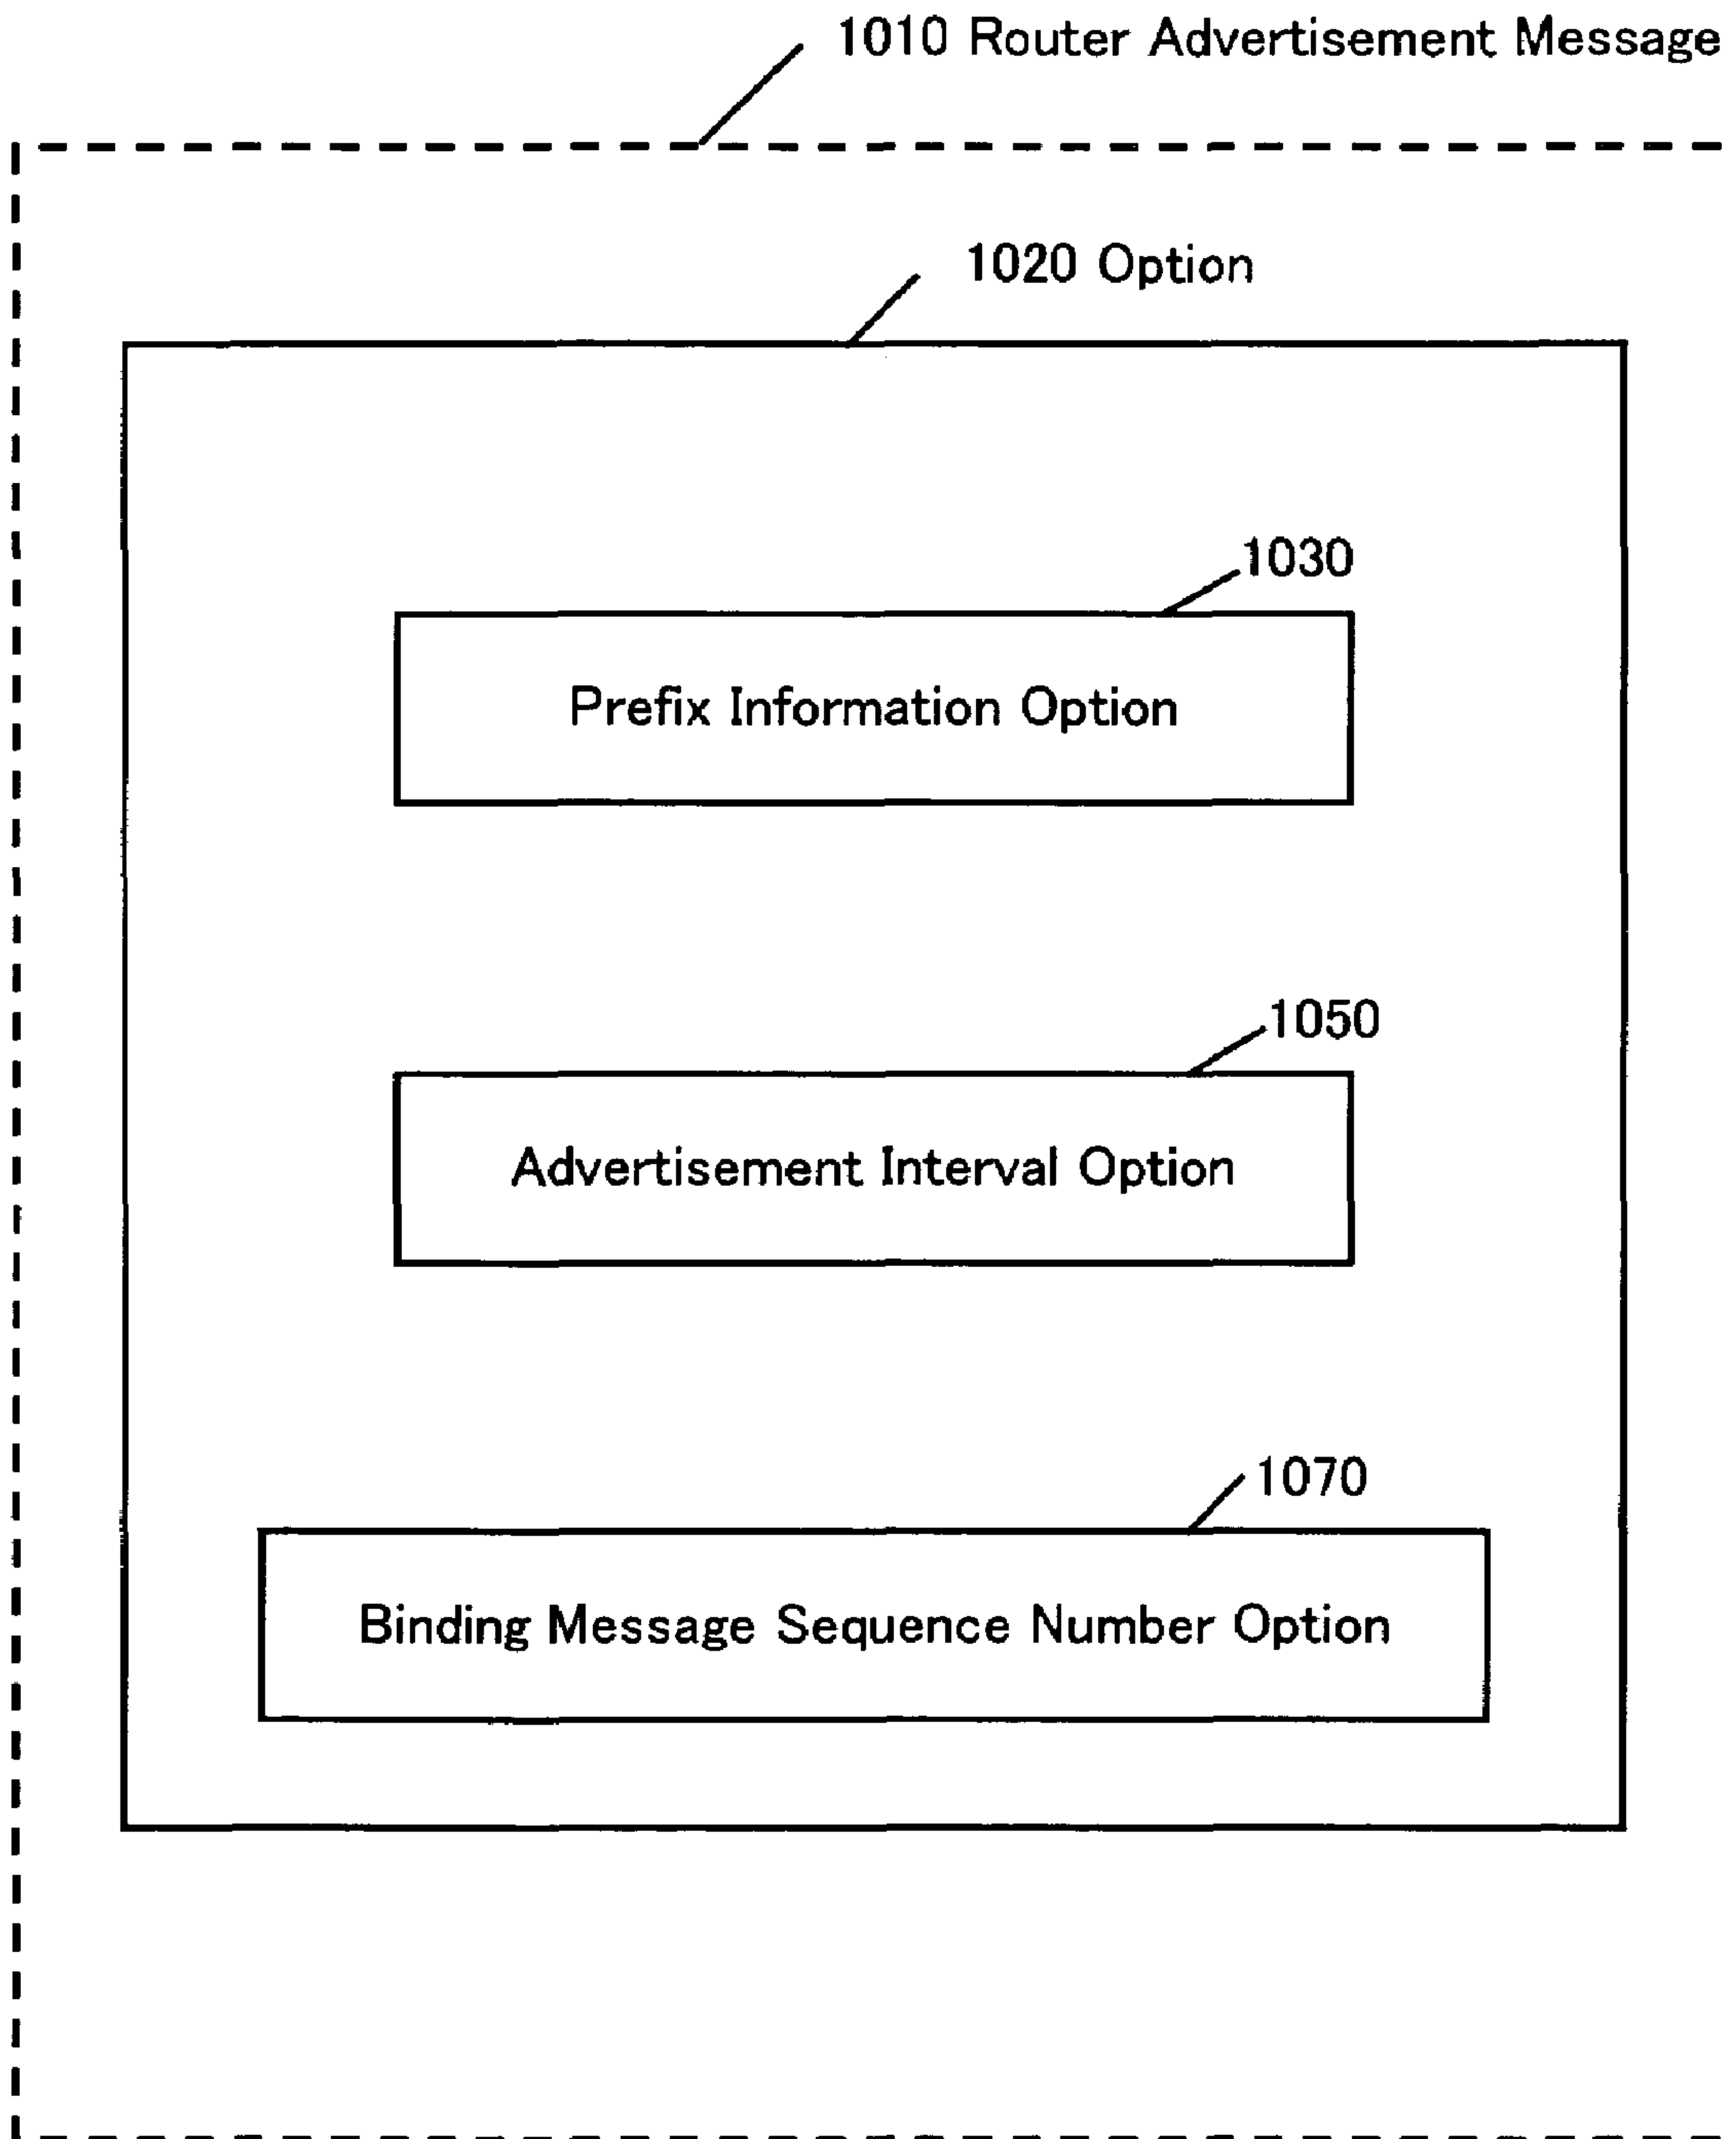 1010 Router Advertisement Message
1020 Option
1030
Prefix Information Option
1050
Advertisement Interval Option
1070
Binding Message Sequence Number Option